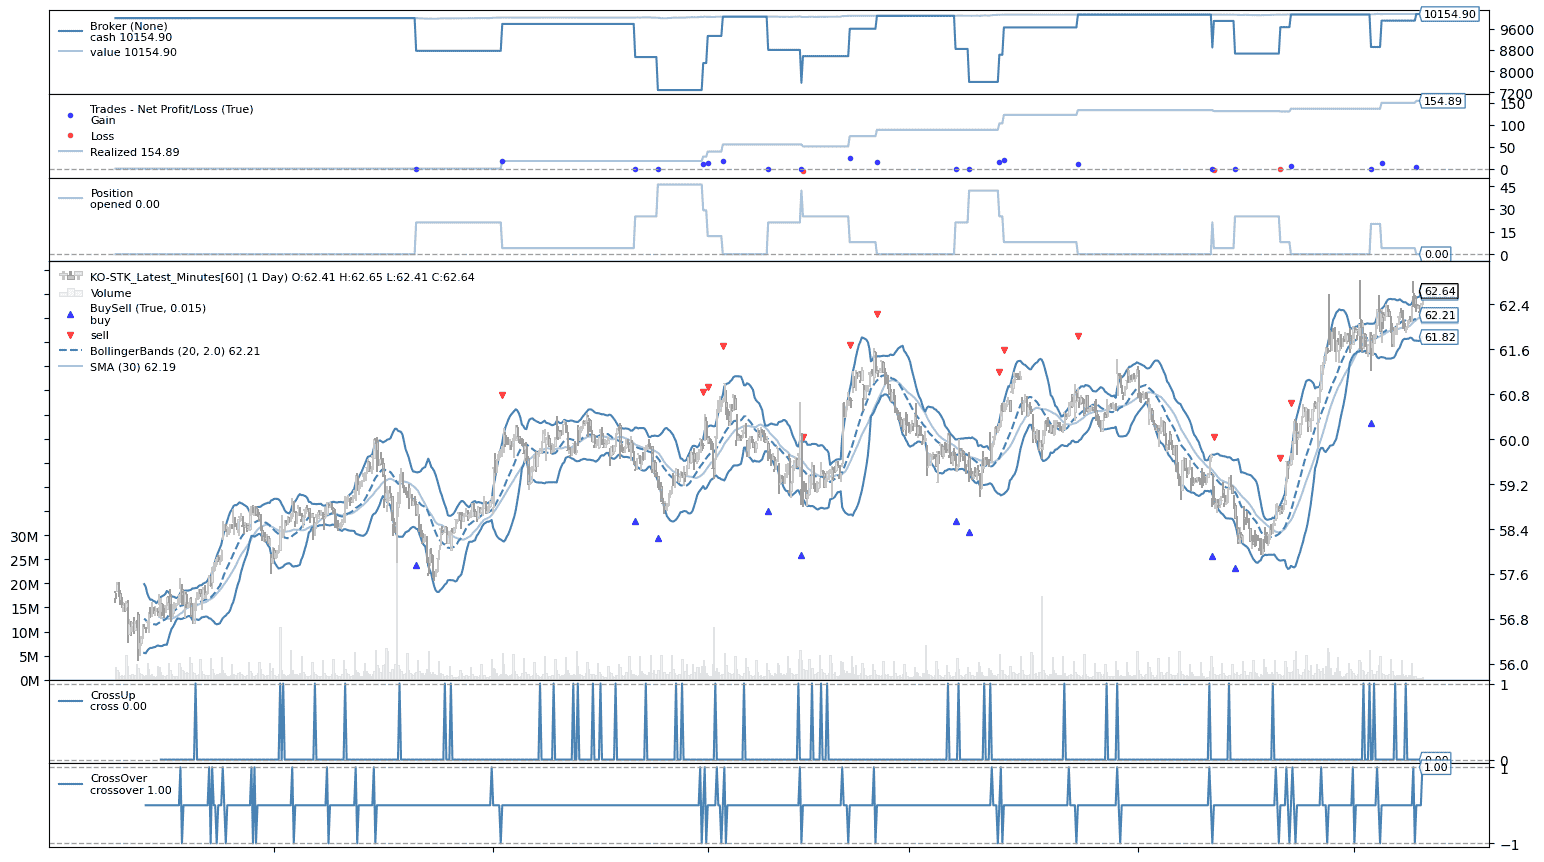 Broker (None)
cash 10154.90
value 10154.90
10154.90
9600
8800
8000
7200
Trades - Net Profit/Loss (True)
Gain
Loss
Realized 154.89
154.89
150
100
50
0
Position
opened 0.00
45
30
15
0
0.00
KO-STK_Latest_Minutes[60] (1 Day) O:62.41 H:62.65 L:62.41 C:62.64
Volume
BuySell (True, 0.015)
buy
sell
BollingerBands (20, 2.0) 62.21
SMA (30) 62.19
62.64
62.21
61.82
62.4
61.6
60.8
60.0
59.2
58.4
57.6
56.8
56.0
30M
25M
20M
15M
10M
5M
0M
CrossUp
cross 0.00
1
0
CrossOver
crossover 1.00
1.00
1
−1